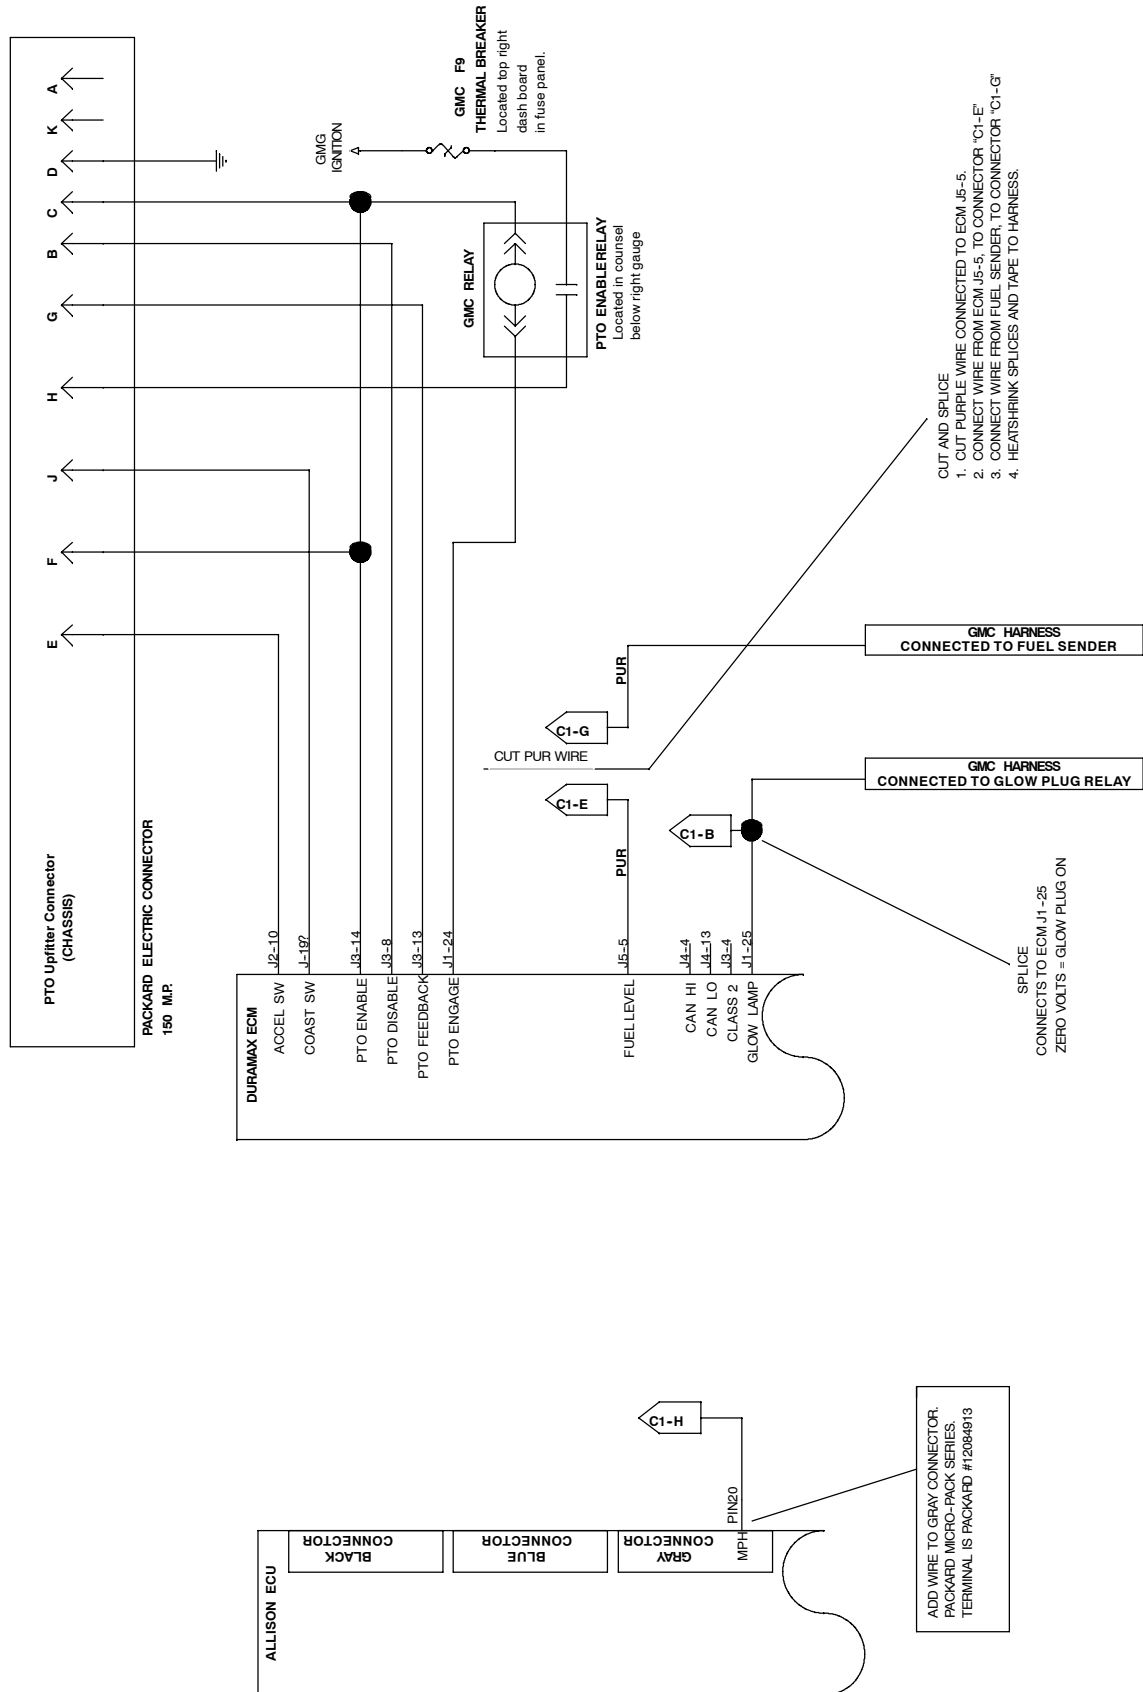 PTO Upfitter Connector
(CHASSIS)
E
F
J
H
G
B
C
D
K
A
PACKARD ELECTRIC CONNECTOR
150 M.P.
DURAMAX ECM
ACCEL SW
J2-10
COAST SW
J-19?
PTO ENABLE
J3-14
PTO DISABLE
J3-8
PTO FEEDBACK
J3-13
PTO ENGAGE
J1-24
FUEL LEVEL
J5-5
CAN HI
J4-4
CAN LO
J4-13
CLASS 2
J3-4
GLOW LAMP
J1-25
GMC RELAY
PTO ENABLERELAY
Located in counsel
below right gauge
GMG
IGNITION
GMC F9
THERMAL BREAKER
Located top right
dash board
in fuse panel.
PUR
C1-E
CUT PUR WIRE
C1-G
PUR
C1-B
GMC HARNESS
CONNECTED TO FUEL SENDER
GMC HARNESS
CONNECTED TO GLOW PLUG RELAY
CUT AND SPLICE
1. CUT PURPLE WIRE CONNECTED TO ECM J5-5.
2. CONNECT WIRE FROM ECM J5-5, TO CONNECTOR "C1-E"
3. CONNECT WIRE FROM FUEL SENDER, TO CONNECTOR "C1-G"
4. HEATSHRINK SPLICES AND TAPE TO HARNESS.
SPLICE
CONNECTS TO ECM J1-25
ZERO VOLTS = GLOW PLUG ON
ALLISON ECU
BLACK
CONNECTOR
BLUE
CONNECTOR
GRAY
CONNECTOR
MPH
PIN20
C1-H
ADD WIRE TO GRAY CONNECTOR.
PACKARD MICRO-PACK SERIES.
TERMINAL IS PACKARD #12084913